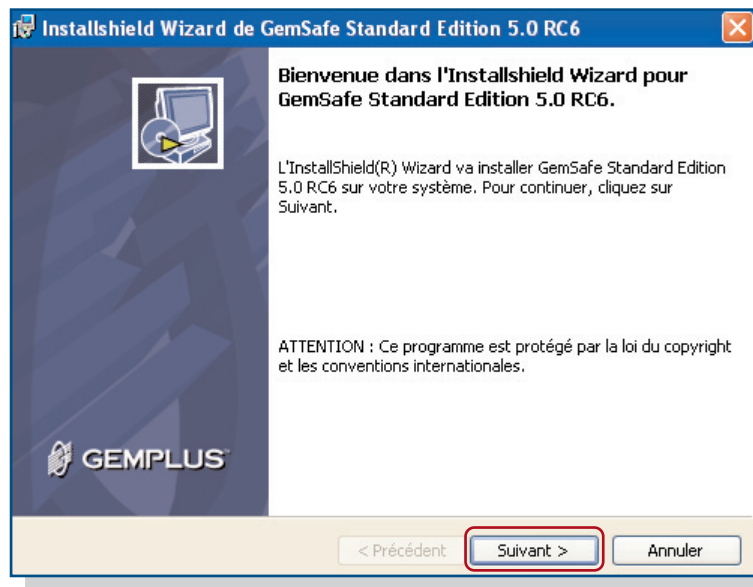 Installshield Wizard de GemSafe Standard Edition 5.0 RC6
Bienvenue dans l'Installshield Wizard pour
GemSafe Standard Edition 5.0 RC6.
L'InstallShield(R) Wizard va installer GemSafe Standard Edition
5.0 RC6 sur votre système. Pour continuer, cliquez sur
Suivant.
ATTENTION : Ce programme est protégé par la loi du copyright
et les conventions internationales.
GEMPLUS
< Précédent
Suivant >
Annuler